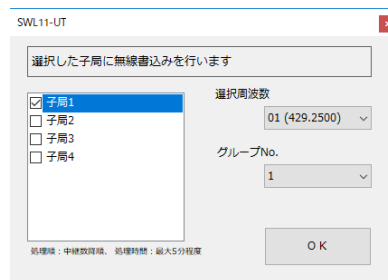 SWL11-UT
選択した子局に無線書込みを行います
子局1
子局2
子局3
子局4
選択周波数
01 (429.2500)
グループNo.
1
処理順：中継数降順、 処理時間：最大5分程度
OK